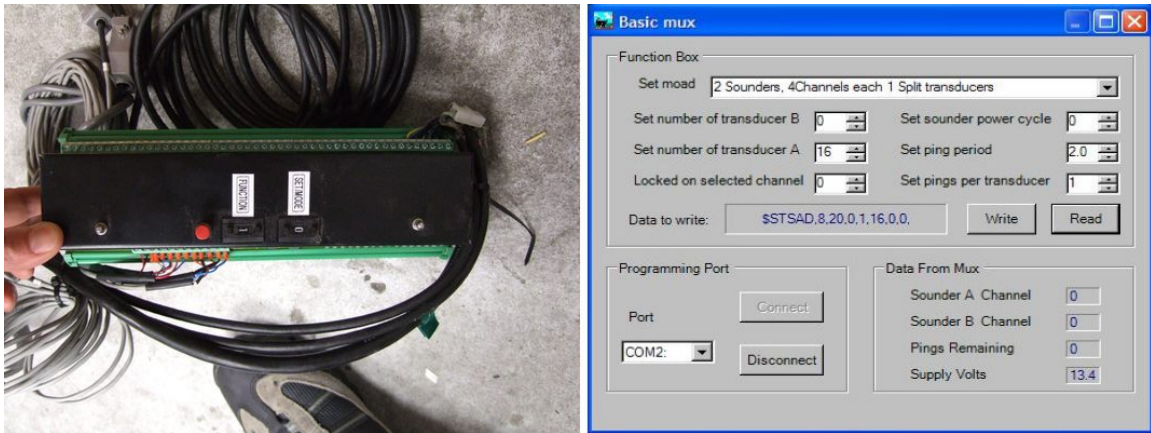 FUNCTION
1
SET/MODE
0
Basic mux
Function Box
Set moad 2 Sounders, 4Channels each 1 Split transducers
Set number of transducer B 0 Set sounder power cycle 0
Set number of transducer A 16 Set ping period 2.0
Locked on selected channel 0 Set pings per transducer 1
Data to write: $STSAD,8,20.0,1,16,0,0, Write Read
Programming Port
Connect
Port
COM2:
Disconnect
Data From Mux
Sounder A Channel 0
Sounder B Channel 0
Pings Remaining 0
Supply Volts 13.4